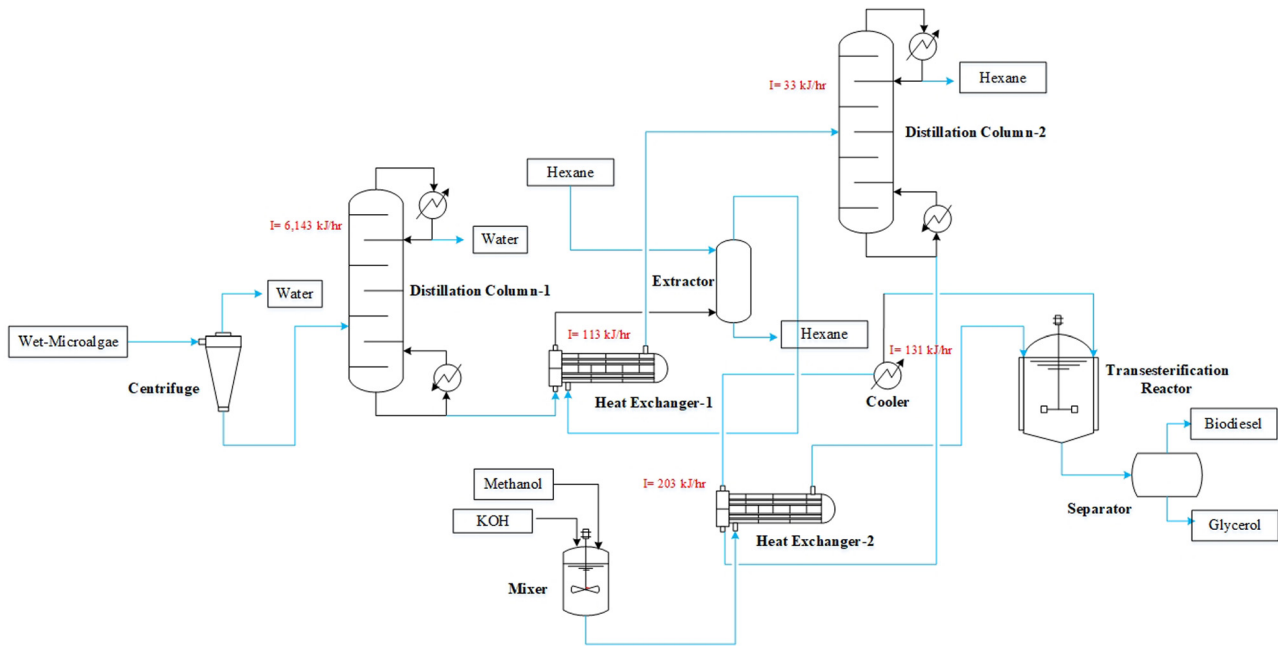 I= 33 kJ/hr
Hexane
Distillation Column-2
Hexane
I= 6,143 kJ/hr
Water
Extractor
Distillation Column-1
Water
Hexane
Wet-Microalgae
I= 113 kJ/hr
I= 131 kJ/hr
Centrifuge
Heat Exchanger-1
Cooler
Transesterification
Reactor
Biodiesel
Methanol
I= 203 kJ/hr
KOH
Separator
Glycerol
Heat Exchanger-2
Mixer